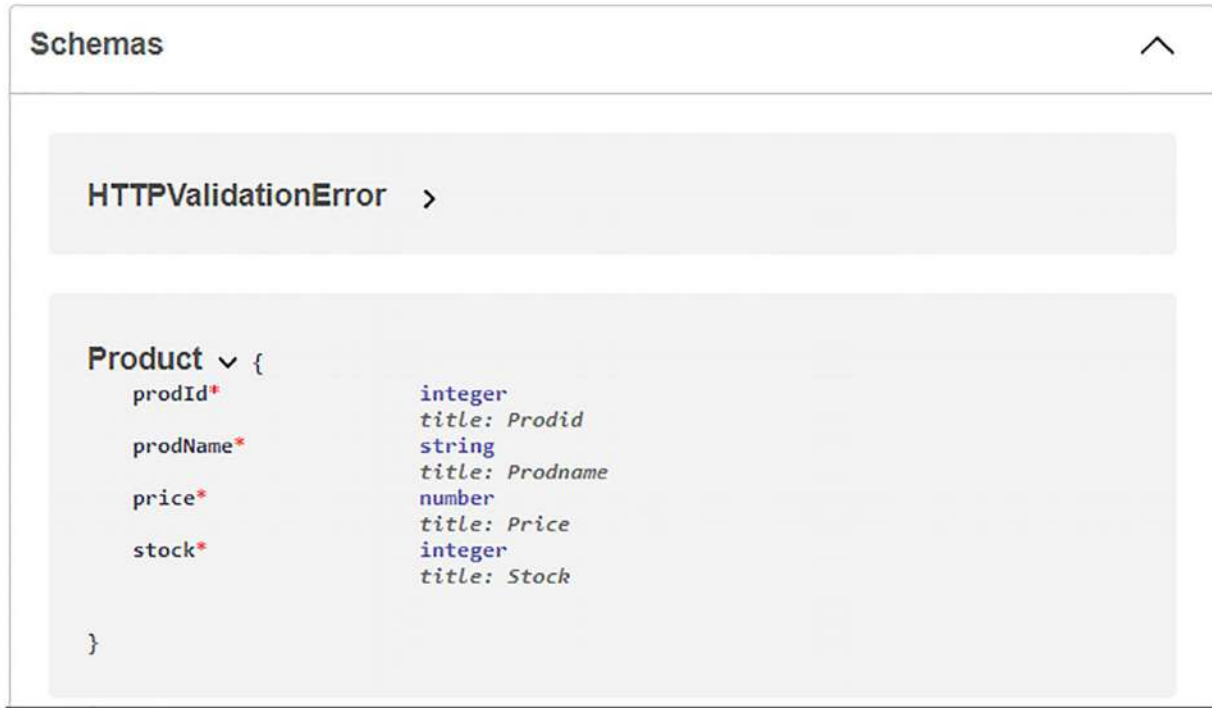 Schemas
HTTPValidationError
Product {
prodId* integer
title: Prodid
prodName* string
title: Prodname
price* number
title: Price
stock* integer
title: Stock
}